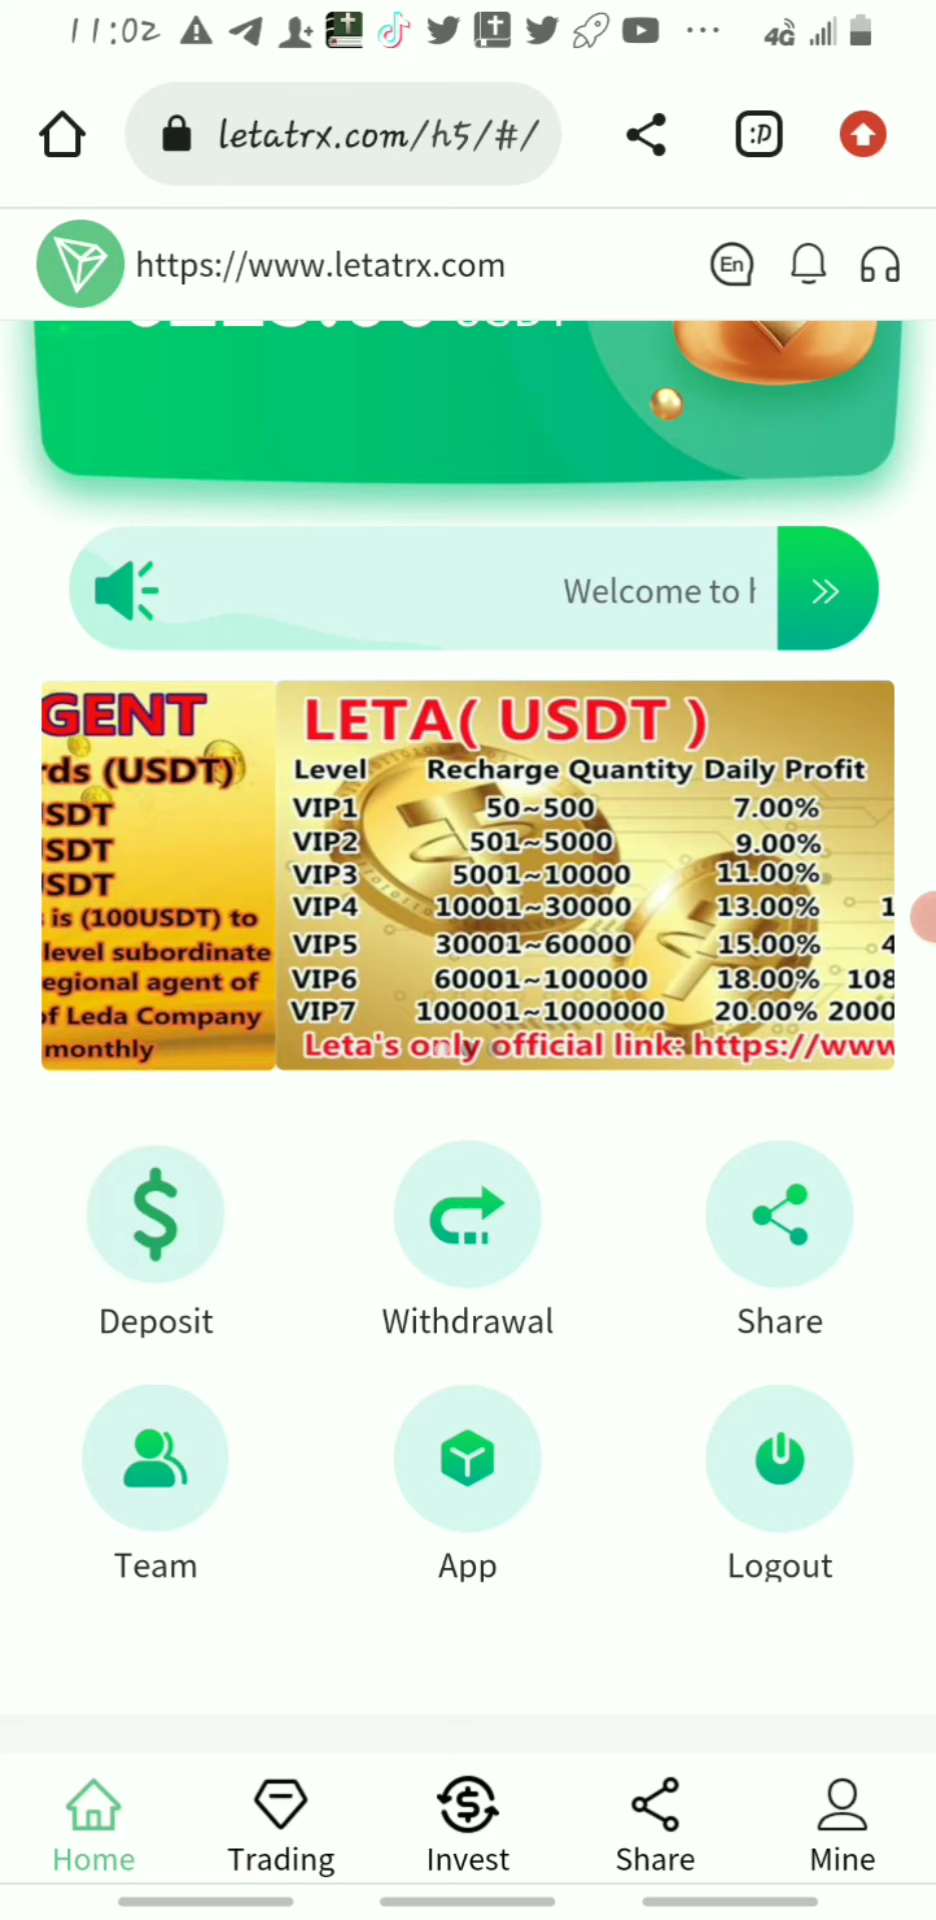 11:02
4G
letatrx.com/h5/#/
:D
https://www.letatrx.com
En
USDT
Welcome to
GENT
rds (USDT)
SDT
SDT
SDT
is (100USDT) to
level subordinate
egional agent of
of Leda Company
monthly
LETA( USDT )
Level Recharge Quantity Daily Profit
VIP1 50~500 7.00%
VIP2 501~5000 9.00%
VIP3 5001~10000 11.00%
VIP4 10001~30000 13.00% 1
VIP5 30001~60000 15.00% 4
VIP6 60001~100000 18.00% 108
VIP7 100001~1000000 20.00% 2000
Leta's only official link: https://www
Deposit
Withdrawal
Share
Team
App
Logout
Home
Trading
Invest
Share
Mine